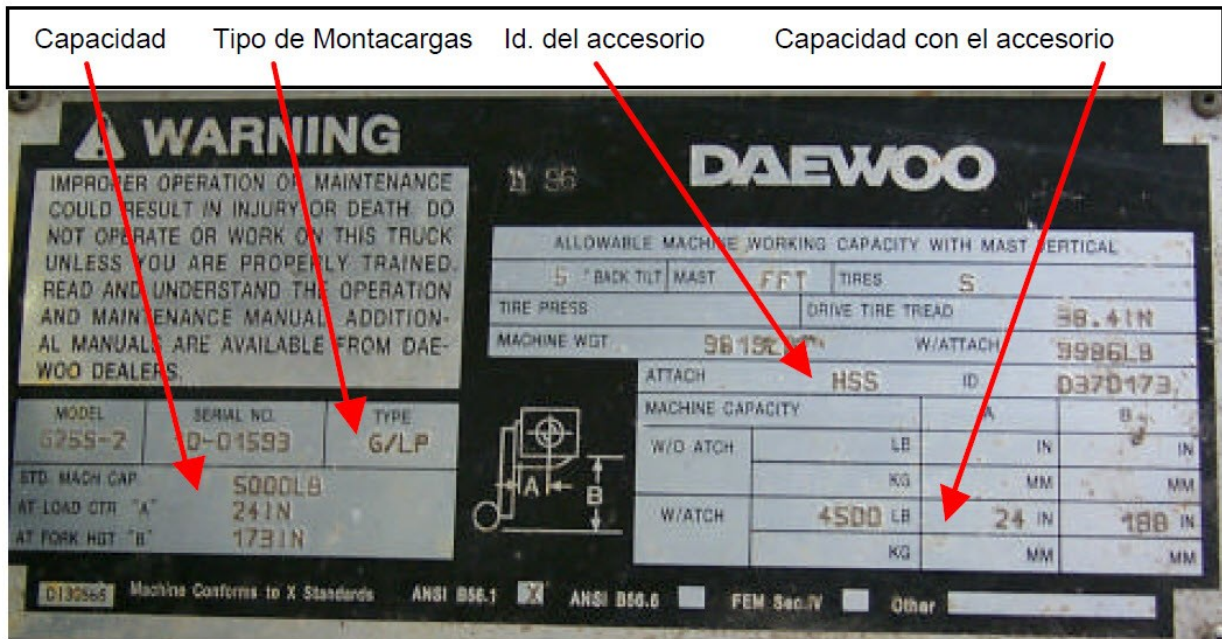 Capacidad Tipo de Montacargas Id. del accesorio Capacidad con el accesorio
WARNING
IMPROPER OPERATION OR MAINTENANCE
COULD RESULT IN INJURY OR DEATH. DO
NOT OPERATE OR WORK ON THIS TRUCK
UNLESS YOU ARE PROPERLY TRAINED.
READ AND UNDERSTAND THE OPERATION
AND MAINTENANCE MANUAL. ADDITION-
AL MANUALS ARE AVAILABLE FROM DAE-
WOO DEALERS.
MODEL SERIAL NO. TYPE
G25S-2 G/LP
STD. MACH CAP 5000LB
AT LOAD CTR "A" 24IN
AT FORK HGT "B" 173IN
DAEWOO
ALLOWABLE MACHINE WORKING CAPACITY WITH MAST VERTICAL
5 ° BACK TILT MAST FFT TIRES S
TIRE PRESS DRIVE TIRE TREAD 38.4IN
MACHINE WGT W/ATTACH 9986LB
ATTACH HSS ID D370173
MACHINE CAPACITY A B
W/O ATCH LB IN IN
KG MM MM
W/ATCH 4500 LB 24 IN 188 IN
KG MM MM
A B
D130565 Machine Conforms to X Standards ANSI B56.1 X ANSI B56.6 FEM Sec.IV Other